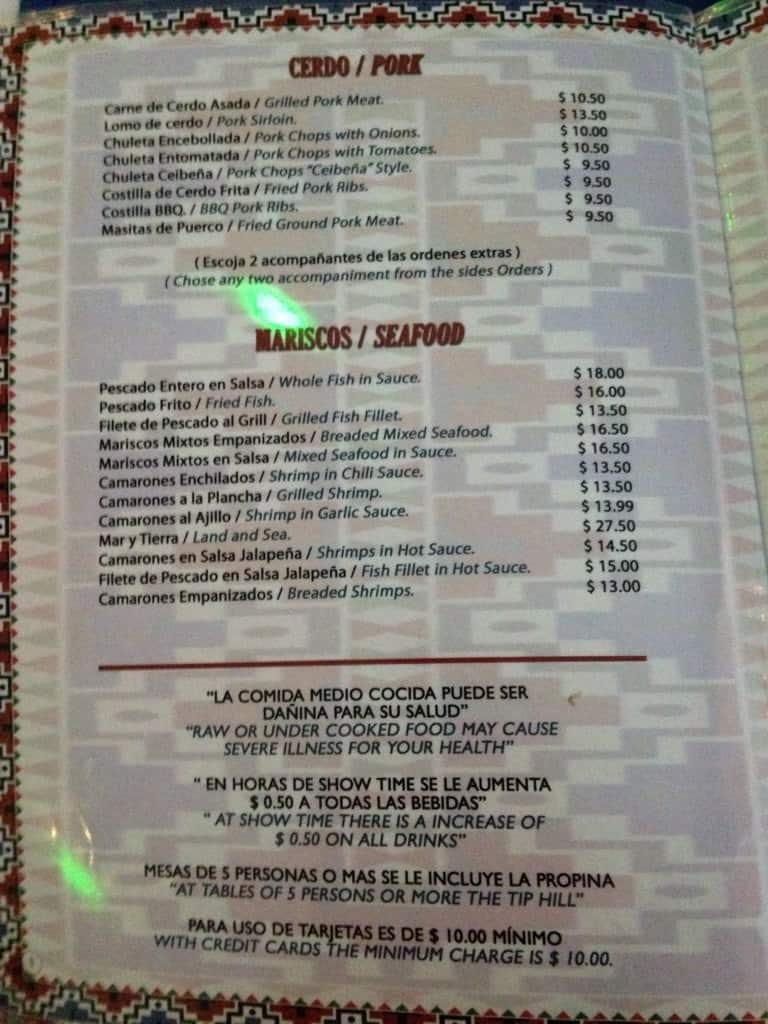 CERDO / PORK
Carne de Cerdo Asada / Grilled Pork Meat. $ 10.50
Lomo de cerdo / Pork Sirloin. $ 13.50
Chuleta Encebollada / Pork Chops with Onions. $ 10.00
Chuleta Entomatada / Pork Chops with Tomatoes. $ 10.50
Chuleta Ceibeña / Pork Chops "Ceibeña" Style. $ 9.50
Costilla de Cerdo Frita / Fried Pork Ribs. $ 9.50
Costilla BBQ. / BBQ Pork Ribs. $ 9.50
Masitas de Puerco / Fried Ground Pork Meat. $ 9.50
( Escoja 2 acompañantes de las ordenes extras )
( Chose any two accompaniment from the sides Orders )
MARISCOS / SEAFOOD
Pescado Entero en Salsa / Whole Fish in Sauce. $ 18.00
Pescado Frito / Fried Fish. $ 16.00
Filete de Pescado al Grill / Grilled Fish Fillet. $ 13.50
Mariscos Mixtos Empanizados / Breaded Mixed Seafood. $ 16.50
Mariscos Mixtos en Salsa / Mixed Seafood in Sauce. $ 16.50
Camarones Enchilados / Shrimp in Chili Sauce. $ 13.50
Camarones a la Plancha / Grilled Shrimp. $ 13.50
Camarones al Ajillo / Shrimp in Garlic Sauce. $ 13.99
Mar y Tierra / Land and Sea. $ 27.50
Camarones en Salsa Jalapeña / Shrimps in Hot Sauce. $ 14.50
Filete de Pescado en Salsa Jalapeña / Fish Fillet in Hot Sauce. $ 15.00
Camarones Empanizados / Breaded Shrimps. $ 13.00
"LA COMIDA MEDIO COCIDA PUEDE SER
DAÑINA PARA SU SALUD"
"RAW OR UNDER COOKED FOOD MAY CAUSE
SEVERE ILLNESS FOR YOUR HEALTH"
" EN HORAS DE SHOW TIME SE LE AUMENTA
$ 0.50 A TODAS LAS BEBIDAS"
" AT SHOW TIME THERE IS A INCREASE OF
$ 0.50 ON ALL DRINKS"
MESAS DE 5 PERSONAS O MAS SE LE INCLUYE LA PROPINA
"AT TABLES OF 5 PERSONS OR MORE THE TIP HILL"
PARA USO DE TARJETAS ES DE $ 10.00 MÍNIMO
WITH CREDIT CARDS THE MINIMUM CHARGE IS $ 10.00.